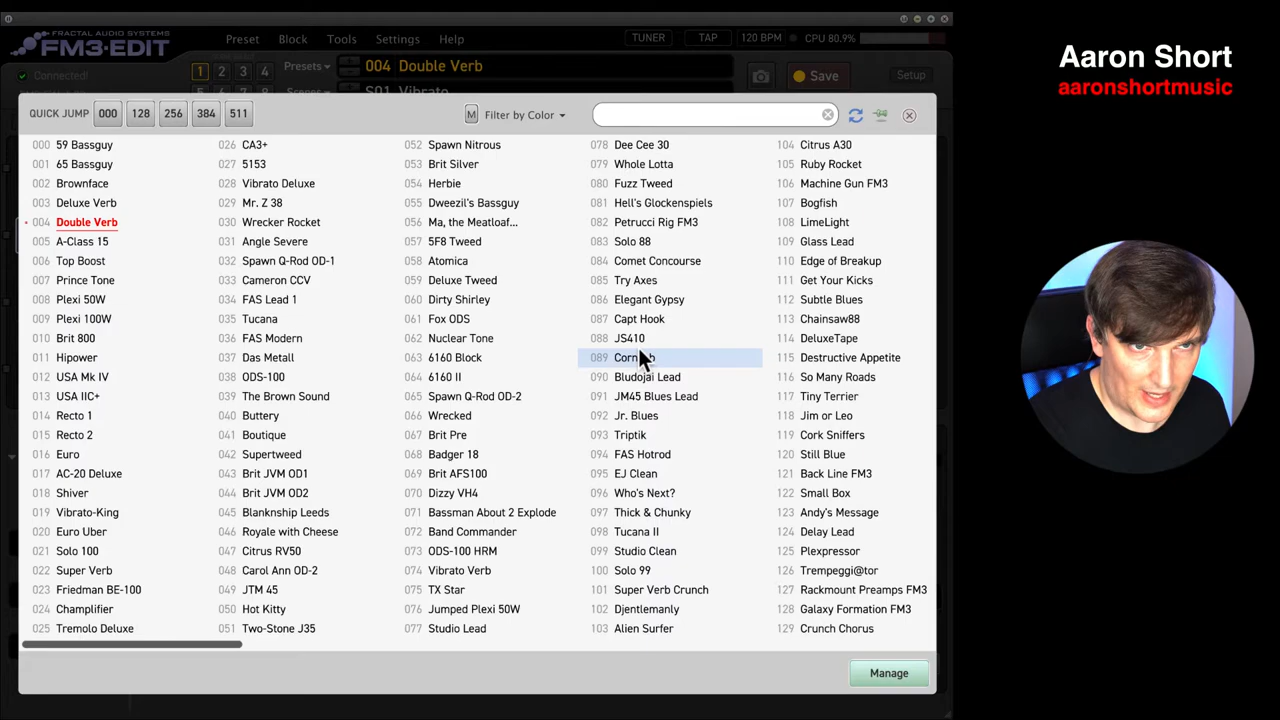 FRACTAL AUDIO SYSTEMS
FM3-EDIT
Preset Block Tools Settings Help
TUNER TAP 120 BPM CPU 80.9%
Connected!
1 2 3 4
Presets
004 Double Verb
Save
Setup
5 6 7 8
Scenes
S01 Vibrato
QUICK JUMP 000 128 256 384 511
M Filter by Color
000 59 Bassguy
001 65 Bassguy
002 Brownface
003 Deluxe Verb
004 Double Verb
005 A-Class 15
006 Top Boost
007 Prince Tone
008 Plexi 50W
009 Plexi 100W
010 Brit 800
011 Hipower
012 USA Mk IV
013 USA IIC+
014 Recto 1
015 Recto 2
016 Euro
017 AC-20 Deluxe
018 Shiver
019 Vibrato-King
020 Euro Uber
021 Solo 100
022 Super Verb
023 Friedman BE-100
024 Champlifier
025 Tremolo Deluxe
026 CA3+
027 5153
028 Vibrato Deluxe
029 Mr. Z 38
030 Wrecker Rocket
031 Angle Severe
032 Spawn Q-Rod OD-1
033 Cameron CCV
034 FAS Lead 1
035 Tucana
036 FAS Modern
037 Das Metall
038 ODS-100
039 The Brown Sound
040 Buttery
041 Boutique
042 Supertweed
043 Brit JVM OD1
044 Brit JVM OD2
045 Blanknship Leeds
046 Royale with Cheese
047 Citrus RV50
048 Carol Ann OD-2
049 JTM 45
050 Hot Kitty
051 Two-Stone J35
052 Spawn Nitrous
053 Brit Silver
054 Herbie
055 Dweezil's Bassguy
056 Ma, the Meatloaf...
057 5F8 Tweed
058 Atomica
059 Deluxe Tweed
060 Dirty Shirley
061 Fox ODS
062 Nuclear Tone
063 6160 Block
064 6160 II
065 Spawn Q-Rod OD-2
066 Wrecked
067 Brit Pre
068 Badger 18
069 Brit AFS100
070 Dizzy VH4
071 Bassman About 2 Explode
072 Band Commander
073 ODS-100 HRM
074 Vibrato Verb
075 TX Star
076 Jumped Plexi 50W
077 Studio Lead
078 Dee Cee 30
079 Whole Lotta
080 Fuzz Tweed
081 Hell's Glockenspiels
082 Petrucci Rig FM3
083 Solo 88
084 Comet Concourse
085 Try Axes
086 Elegant Gypsy
087 Capt Hook
088 JS410
089
090 Bludojai Lead
091 JM45 Blues Lead
092 Jr. Blues
093 Triptik
094 FAS Hotrod
095 EJ Clean
096 Who's Next?
097 Thick & Chunky
098 Tucana II
099 Studio Clean
100 Solo 99
101 Super Verb Crunch
102 Djentlemanly
103 Alien Surfer
104 Citrus A30
105 Ruby Rocket
106 Machine Gun FM3
107 Bogfish
108 LimeLight
109 Glass Lead
110 Edge of Breakup
111 Get Your Kicks
112 Subtle Blues
113 Chainsaw88
114 DeluxeTape
115 Destructive Appetite
116 So Many Roads
117 Tiny Terrier
118 Jim or Leo
119 Cork Sniffers
120 Still Blue
121 Back Line FM3
122 Small Box
123 Andy's Message
124 Delay Lead
125 Plexpressor
126 Trempeggi@tor
127 Rackmount Preamps FM3
128 Galaxy Formation FM3
129 Crunch Chorus
Manage
Aaron Short
aaronshortmusic